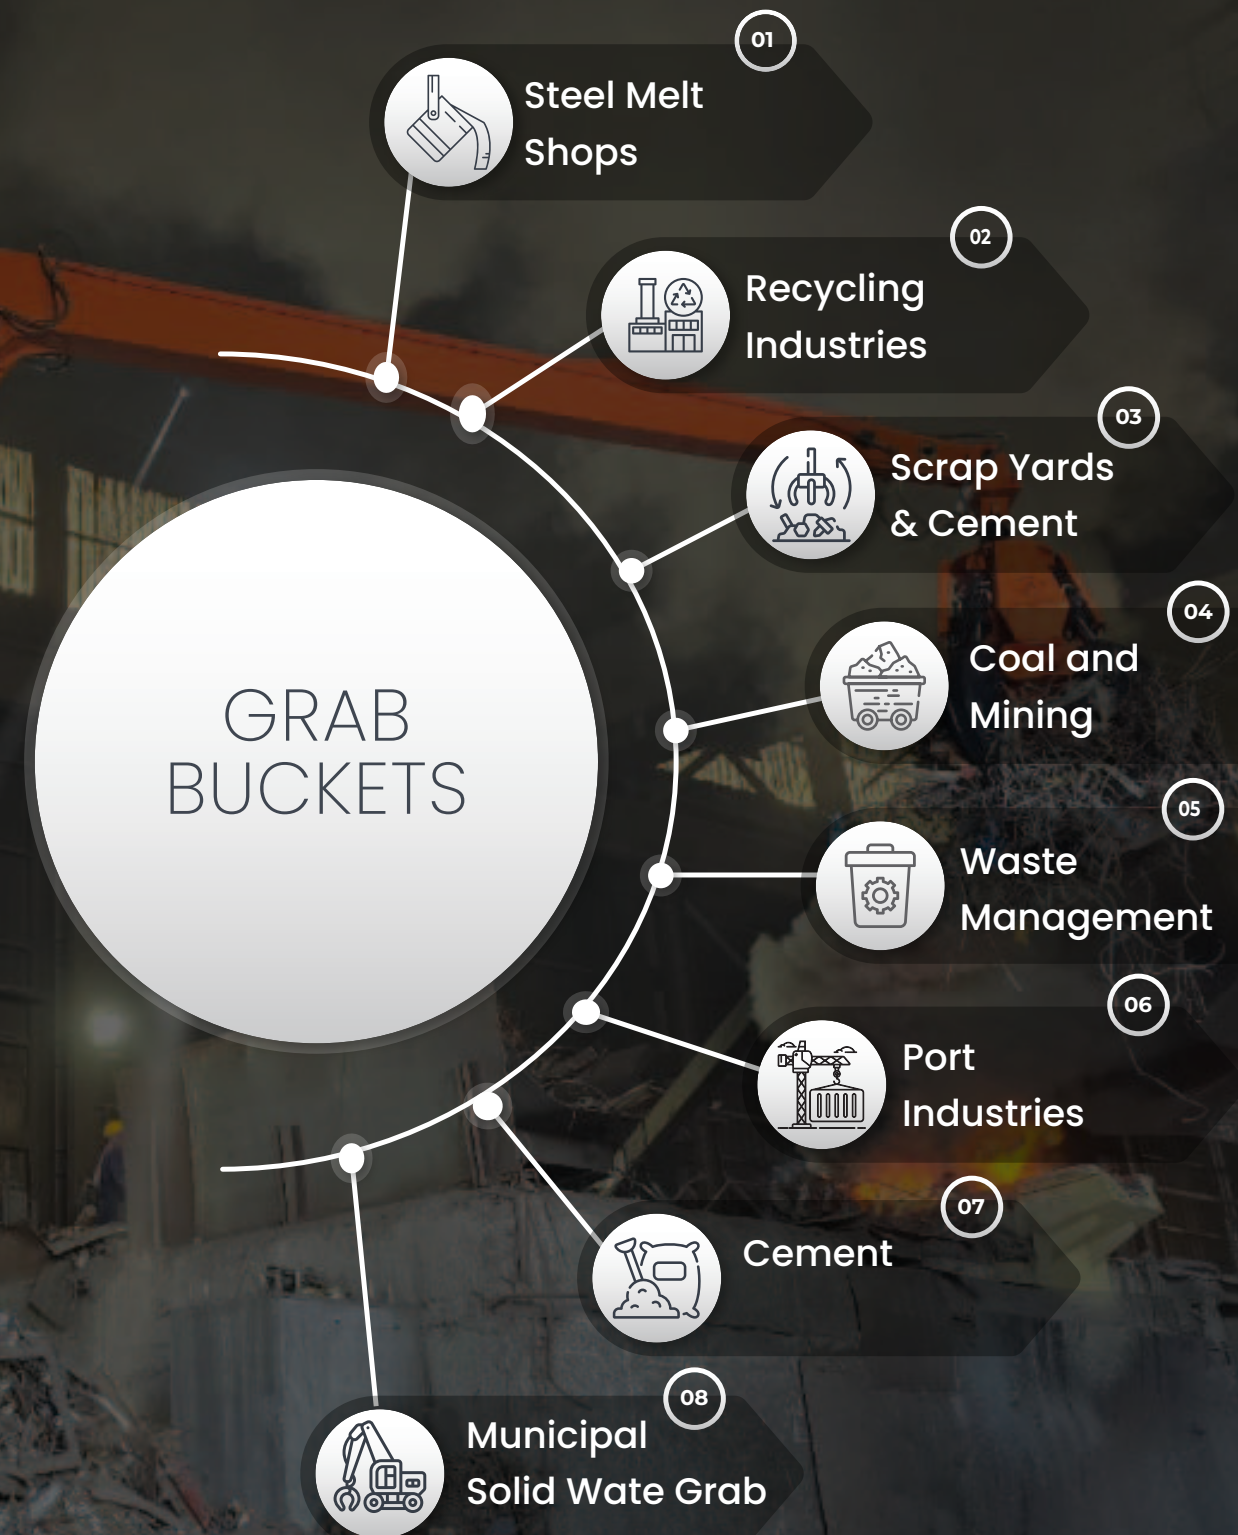 GRAB
BUCKETS
01
Steel Melt
Shops
02
Recycling
Industries
03
Scrap Yards
& Cement
04
Coal and
Mining
05
Waste
Management
06
Port
Industries
07
Cement
08
Municipal
Solid Wate Grab